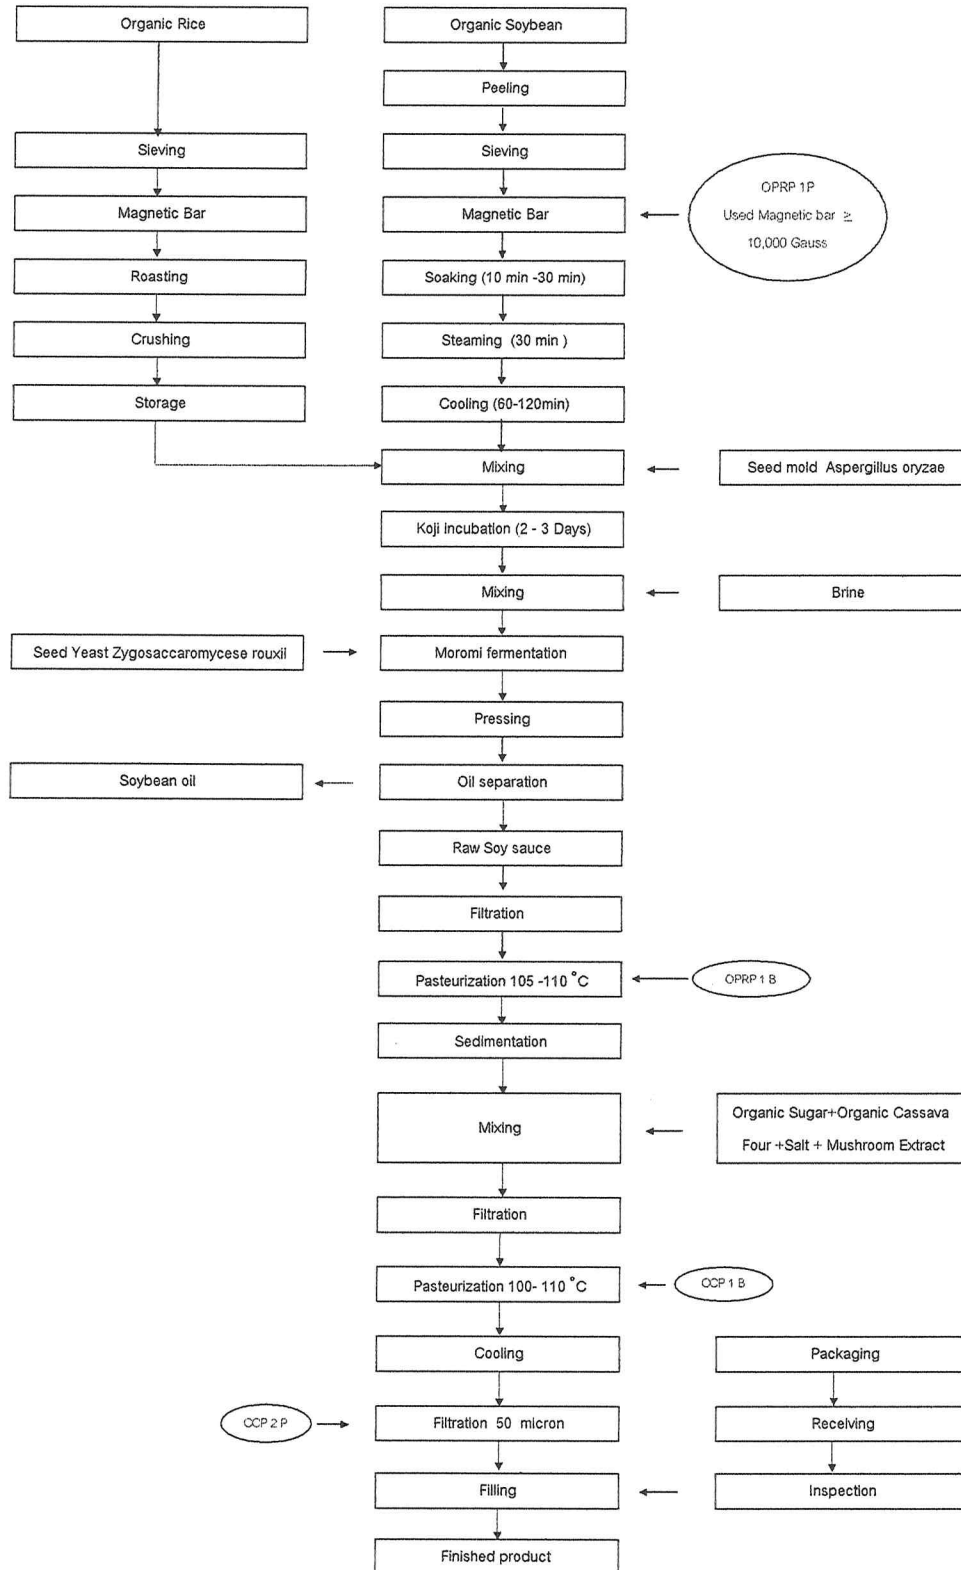 Organic Rice
Organic Soybean
Peeling
Sieving
Sieving
Magnetic Bar
Magnetic Bar
OPRP 1P
Used Magnetic bar ≥
10,000 Gauss
Roasting
Soaking (10 min -30 min)
Crushing
Steaming (30 min )
Storage
Cooling (60-120min)
Mixing
Seed mold Aspergillus oryzae
Koji incubation (2 - 3 Days)
Mixing
Brine
Seed Yeast Zygosaccaromycese rouxii
Moromi fermentation
Pressing
Soybean oil
Oil separation
Raw Soy sauce
Filtration
Pasteurization 105 -110 °C
OPRP 1 B
Sedimentation
Mixing
Organic Sugar+Organic Cassava
Four +Salt + Mushroom Extract
Filtration
Pasteurization 100- 110 °C
CCP 1 B
Cooling
Packaging
CCP 2 P
Filtration 50 micron
Receiving
Filling
Inspection
Finished product